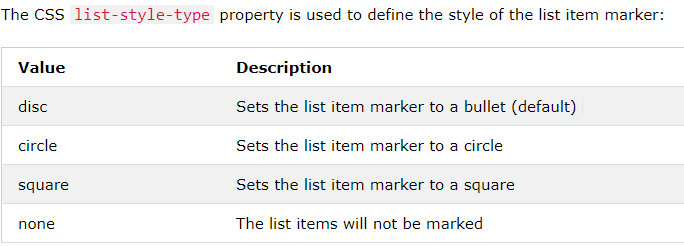 The CSS list-style-type property is used to define the style of the list item marker:
Value Description
disc Sets the list item marker to a bullet (default)
circle Sets the list item marker to a circle
square Sets the list item marker to a square
none The list items will not be marked